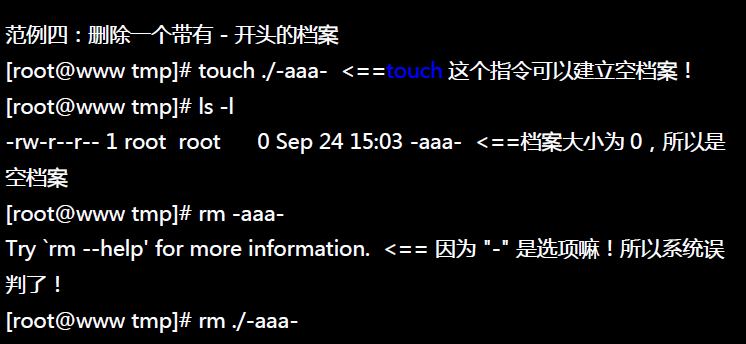 范例四：删除一个带有 - 开头的档案
[root@www tmp]# touch ./-aaa-  <==touch 这个指令可以建立空档案！
[root@www tmp]# ls -l
-rw-r--r-- 1 root  root      0 Sep 24 15:03 -aaa-  <==档案大小为 0，所以是
空档案
[root@www tmp]# rm -aaa-
Try `rm --help' for more information.  <== 因为 "-" 是选项嘛！所以系统误
判了！
[root@www tmp]# rm ./-aaa-